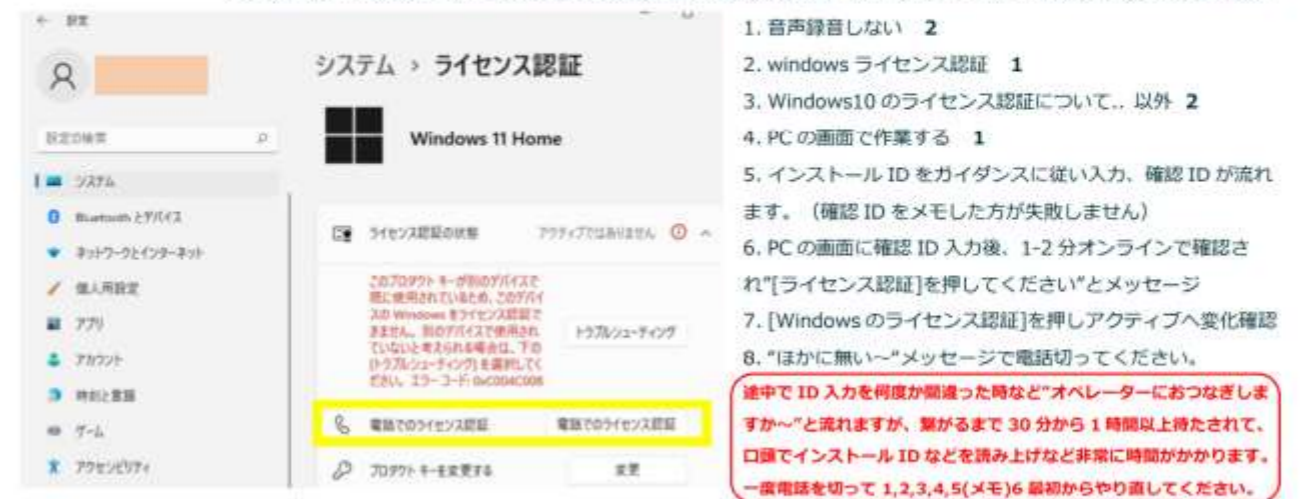 ← 設定
システム › ライセンス認証
Windows 11 Home
設定の検索
システム
Bluetooth とデバイス
ネットワークとインターネット
個人用設定
アプリ
アカウント
時刻と言語
ゲーム
アクセシビリティ
ライセンス認証の状態 アクティブではありません
このプロダクト キーが別のデバイスで
既に使用されているため、このデバイ
スの Windows をライセンス認証で
きません。別のデバイスで使用され
ていないと考えられる場合は、下の
[トラブルシューティング] を選択してく
ださい。エラー コード: 0xC004C008
トラブルシューティング
電話でのライセンス認証 電話でのライセンス認証
プロダクト キーを変更する 変更
1. 音声録音しない 2
2. windows ライセンス認証 1
3. Windows10 のライセンス認証について.. 以外 2
4. PC の画面で作業する 1
5. インストール ID をガイダンスに従い入力、確認 ID が流れ
ます。（確認 ID をメモした方が失敗しません）
6. PC の画面に確認 ID 入力後、1-2 分オンラインで確認さ
れ"[ライセンス認証]を押してください"とメッセージ
7. [Windows のライセンス認証]を押しアクティブへ変化確認
8. "ほかに無い～"メッセージで電話切ってください。
途中で ID 入力を何度か間違った時など"オペレーターにおつなぎしま
すか～"と流れますが、繋がるまで 30 分から 1 時間以上待たされて、
口頭でインストール ID などを読み上げなど非常に時間がかかります。
一度電話を切って 1,2,3,4,5(メモ)6 最初からやり直してください。